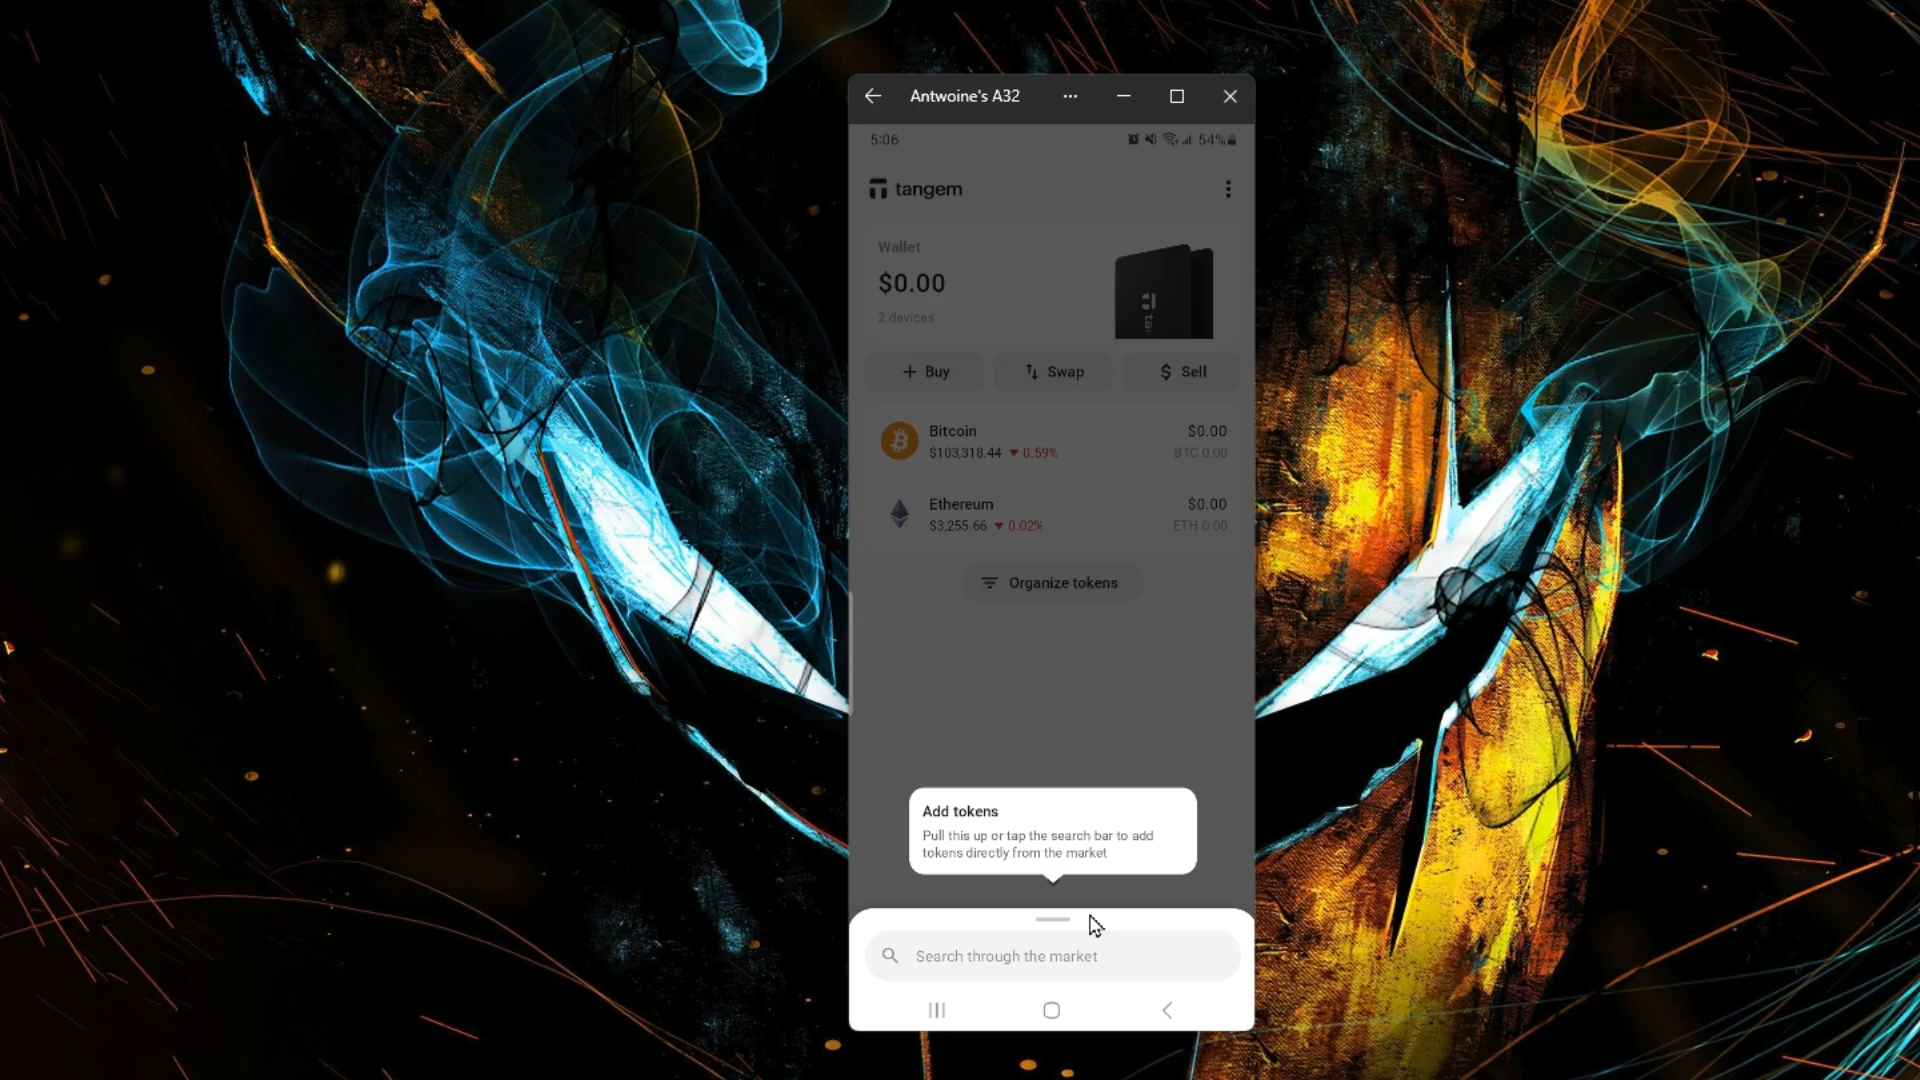 Antwoine's A32
5:06
54%
tangem
Wallet
$0.00
2 devices
Buy
Swap
Sell
Bitcoin
$0.00
$103,318.44 ▼ 0.59%
BTC 0.00
Ethereum
$0.00
$3,255.66 ▼ 0.02%
ETH 0.00
Organize tokens
Add tokens
Pull this up or tap the search bar to add
tokens directly from the market
Search through the market